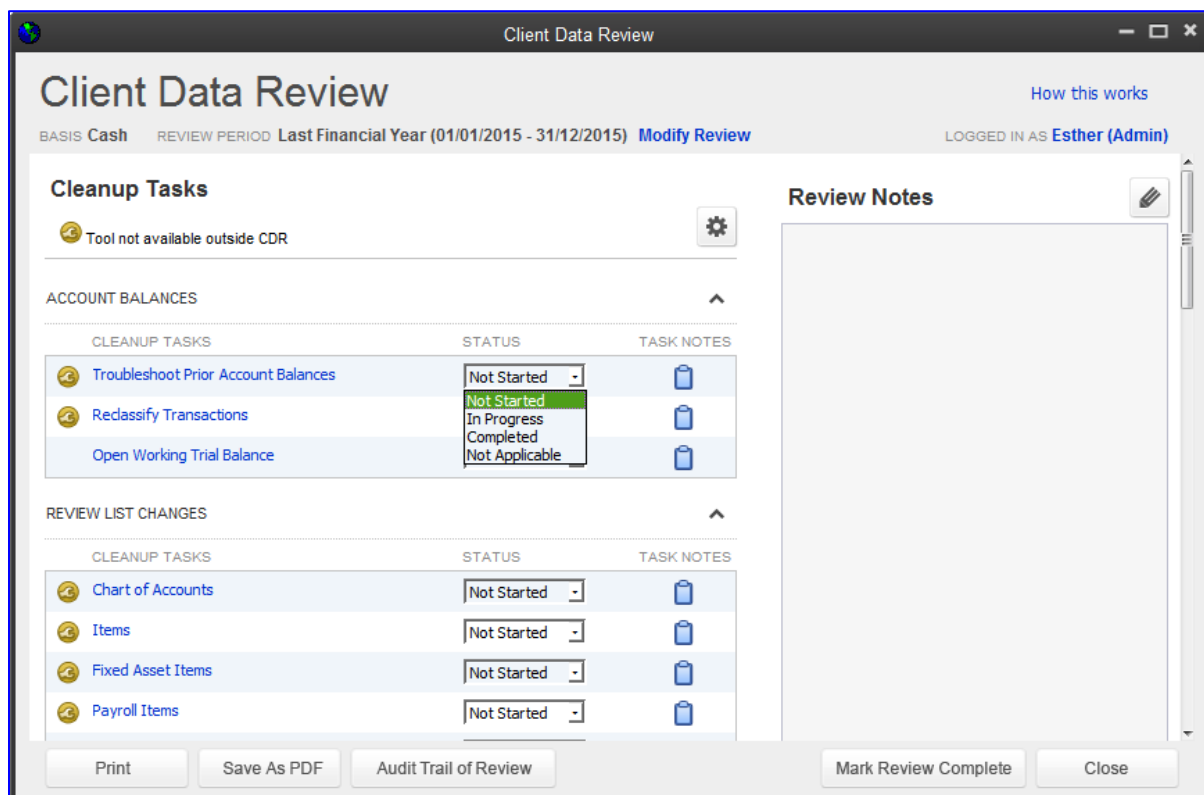 Client Data Review
Client Data Review
How this works
BASIS Cash REVIEW PERIOD Last Financial Year (01/01/2015 - 31/12/2015) Modify Review LOGGED IN AS Esther (Admin)
Cleanup Tasks
Tool not available outside CDR
ACCOUNT BALANCES
CLEANUP TASKS STATUS TASK NOTES
Troubleshoot Prior Account Balances Not Started
Not Started
In Progress
Completed
Not Applicable
Reclassify Transactions
Open Working Trial Balance
REVIEW LIST CHANGES
CLEANUP TASKS STATUS TASK NOTES
Chart of Accounts Not Started
Items Not Started
Fixed Asset Items Not Started
Payroll Items Not Started
Review Notes
Print Save As PDF Audit Trail of Review Mark Review Complete Close